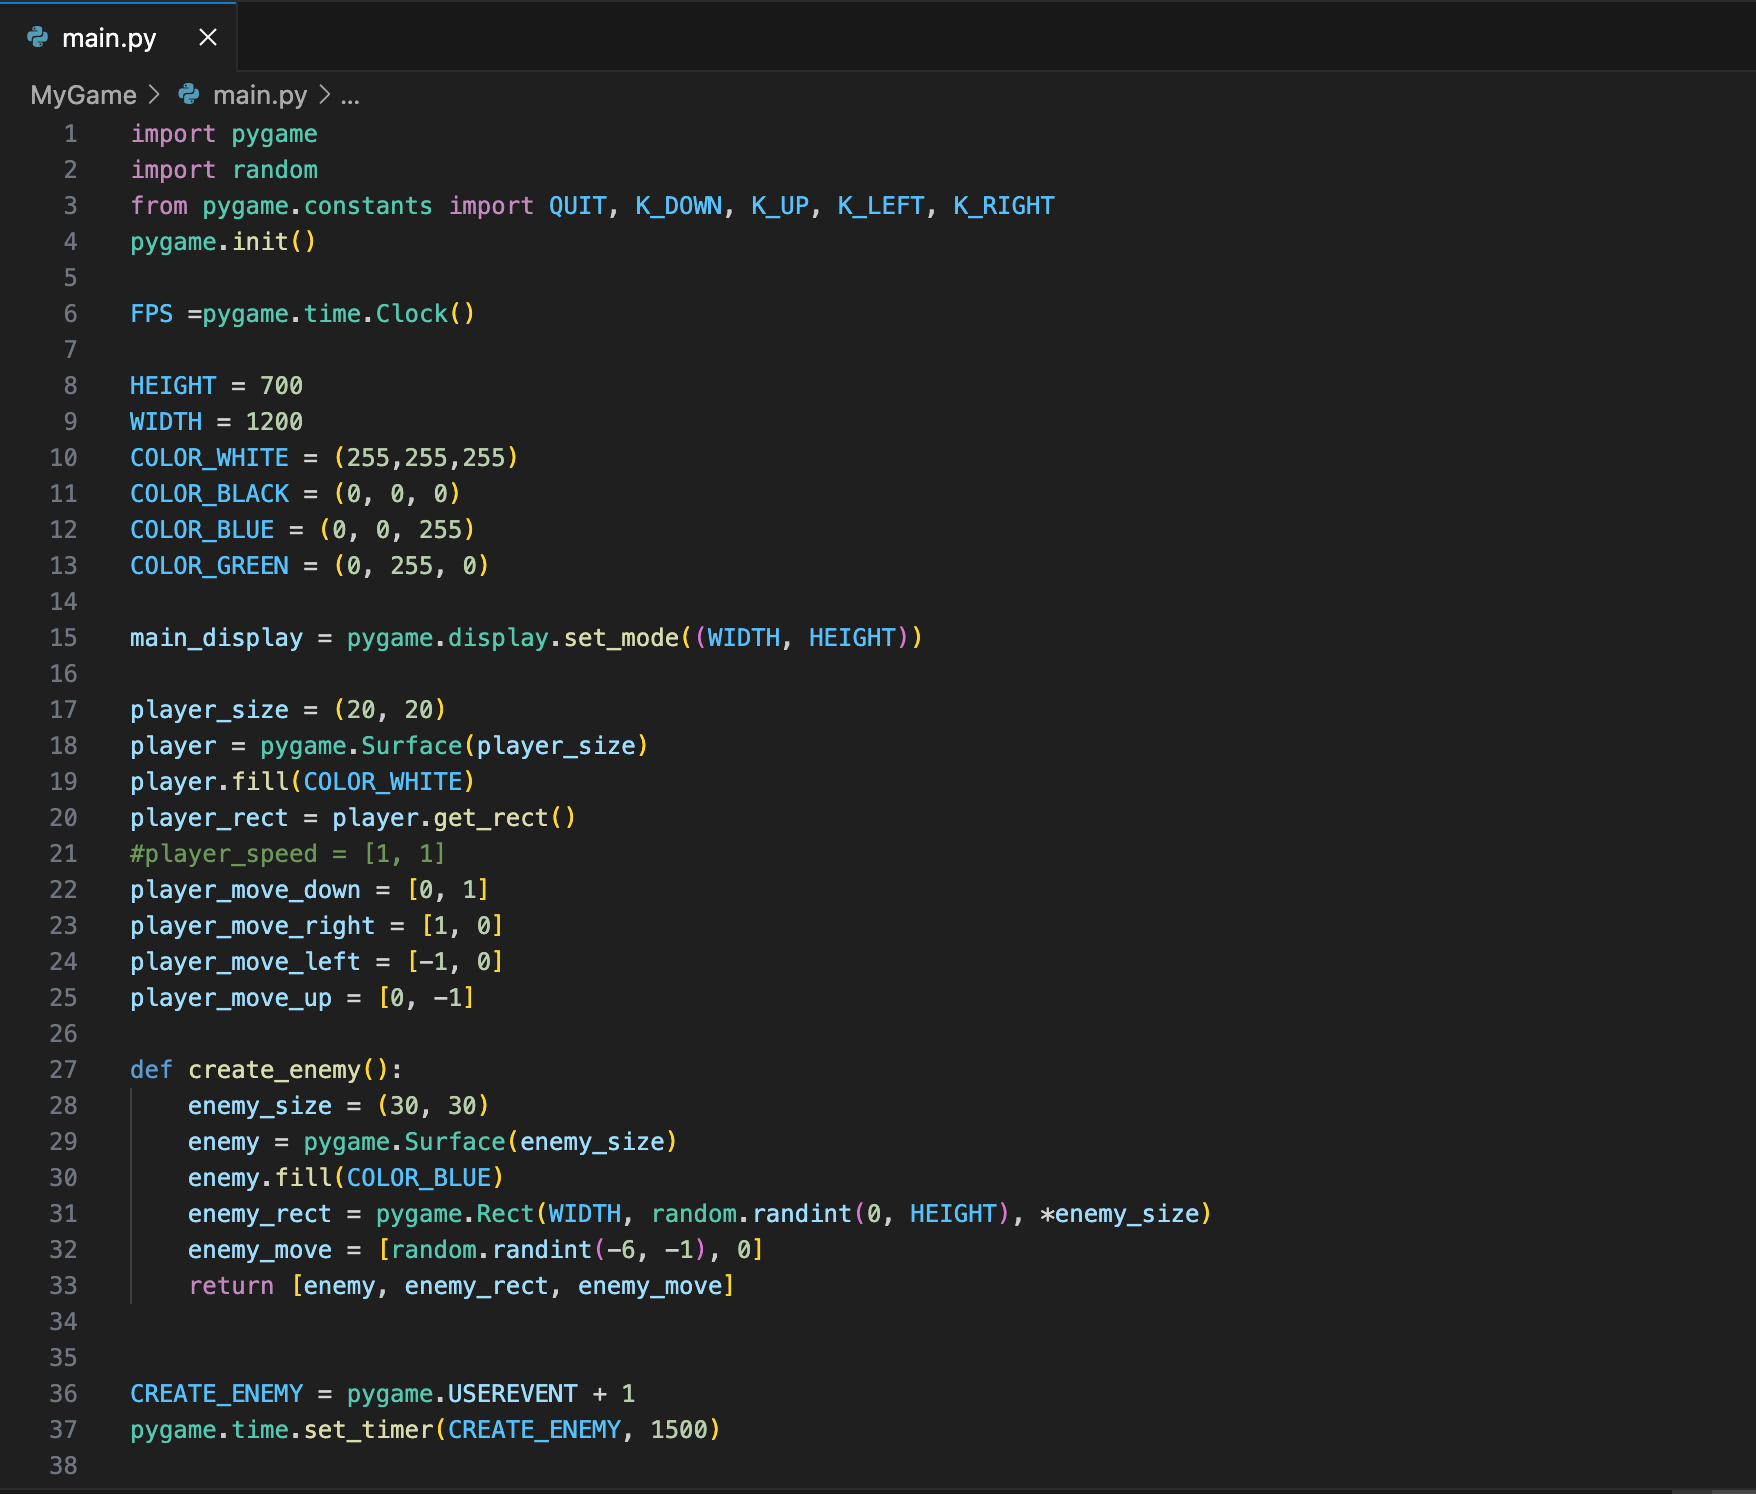 main.py
MyGame > main.py > ...
1 import pygame
2 import random
3 from pygame.constants import QUIT, K_DOWN, K_UP, K_LEFT, K_RIGHT
4 pygame.init()
5
6 FPS =pygame.time.Clock()
7
8 HEIGHT = 700
9 WIDTH = 1200
10 COLOR_WHITE = (255,255,255)
11 COLOR_BLACK = (0, 0, 0)
12 COLOR_BLUE = (0, 0, 255)
13 COLOR_GREEN = (0, 255, 0)
14
15 main_display = pygame.display.set_mode((WIDTH, HEIGHT))
16
17 player_size = (20, 20)
18 player = pygame.Surface(player_size)
19 player.fill(COLOR_WHITE)
20 player_rect = player.get_rect()
21 #player_speed = [1, 1]
22 player_move_down = [0, 1]
23 player_move_right = [1, 0]
24 player_move_left = [-1, 0]
25 player_move_up = [0, -1]
26
27 def create_enemy():
28     enemy_size = (30, 30)
29     enemy = pygame.Surface(enemy_size)
30     enemy.fill(COLOR_BLUE)
31     enemy_rect = pygame.Rect(WIDTH, random.randint(0, HEIGHT), *enemy_size)
32     enemy_move = [random.randint(-6, -1), 0]
33     return [enemy, enemy_rect, enemy_move]
34
35
36 CREATE_ENEMY = pygame.USEREVENT + 1
37 pygame.time.set_timer(CREATE_ENEMY, 1500)
38